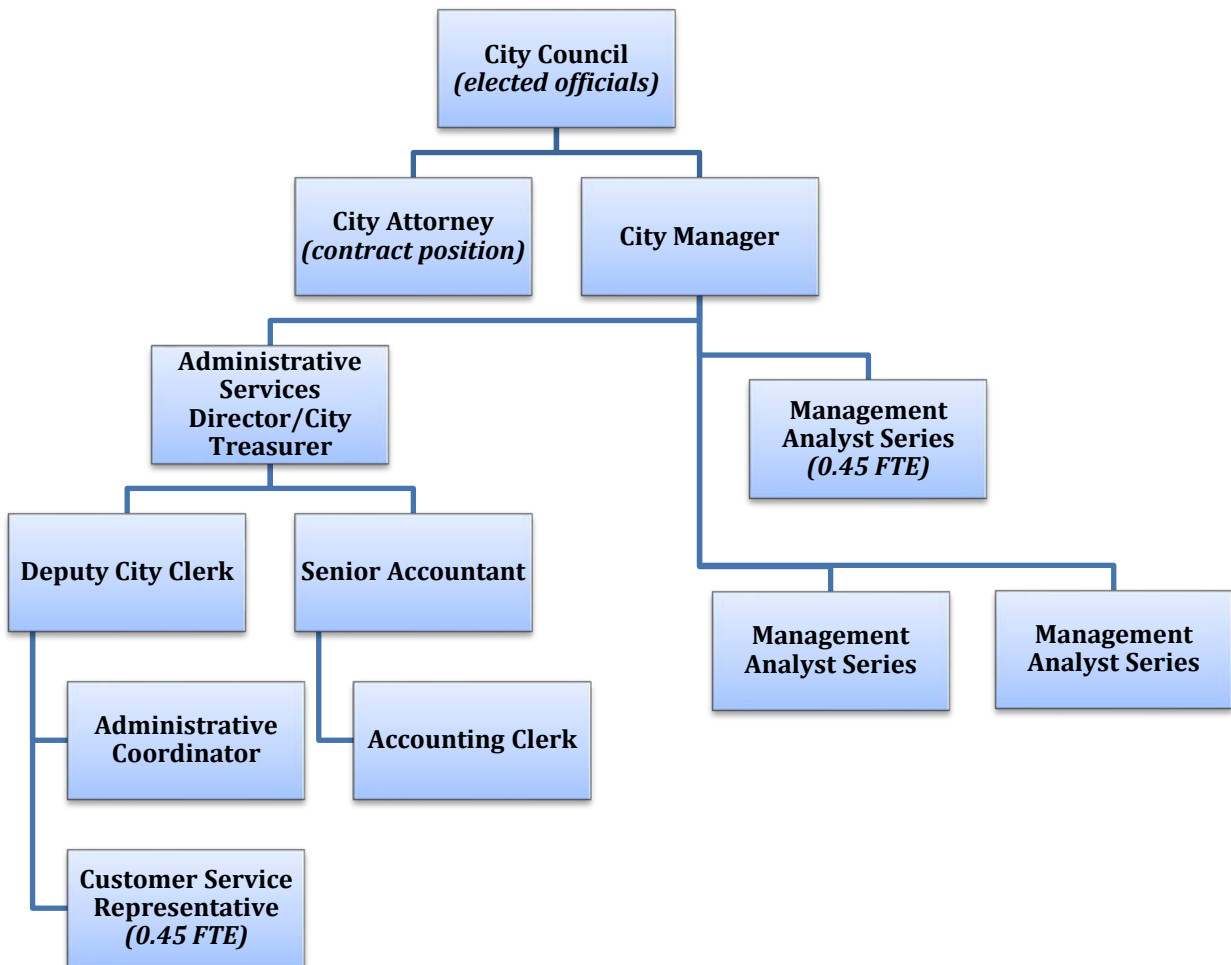 City Council
(elected officials)
City Attorney
(contract position)
City Manager
Administrative
Services
Director/City
Treasurer
Management
Analyst Series
(0.45 FTE)
Deputy City Clerk
Senior Accountant
Management
Analyst Series
Management
Analyst Series
Administrative
Coordinator
Accounting Clerk
Customer Service
Representative
(0.45 FTE)